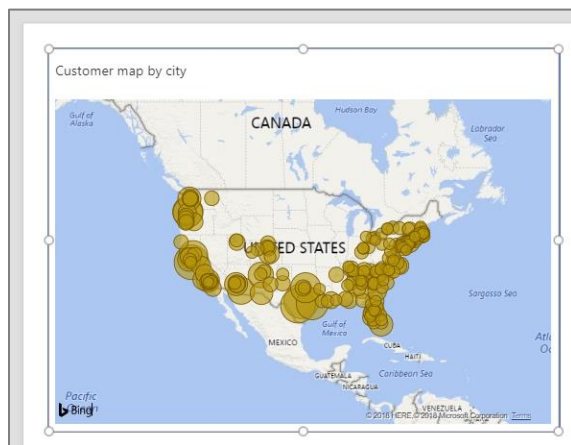 Customer map by city
Gulf of
Alaska
Hudson Bay
CANADA
Labrador
Sea
UNITED STATES
Sargasso Sea
Gulf of
Mexico
MEXICO
CUBA
HAITI
GUATEMALA
NICARAGUA
Caribbean Sea
VENEZUELA
Pacific
Ocean
Bing
© 2018 HERE, © 2018 Microsoft Corporation Terms